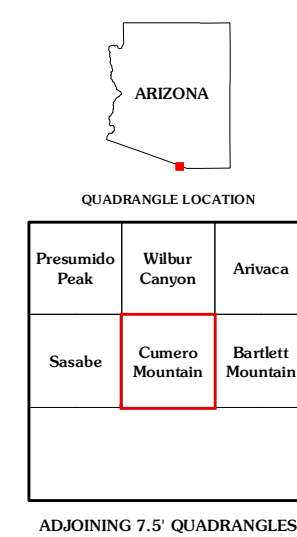 ARIZONA
QUADRANGLE LOCATION
Presumido
Peak
Wilbur
Canyon
Arivaca
Sasabe
Cumero
Mountain
Bartlett
Mountain
ADJOINING 7.5' QUADRANGLES